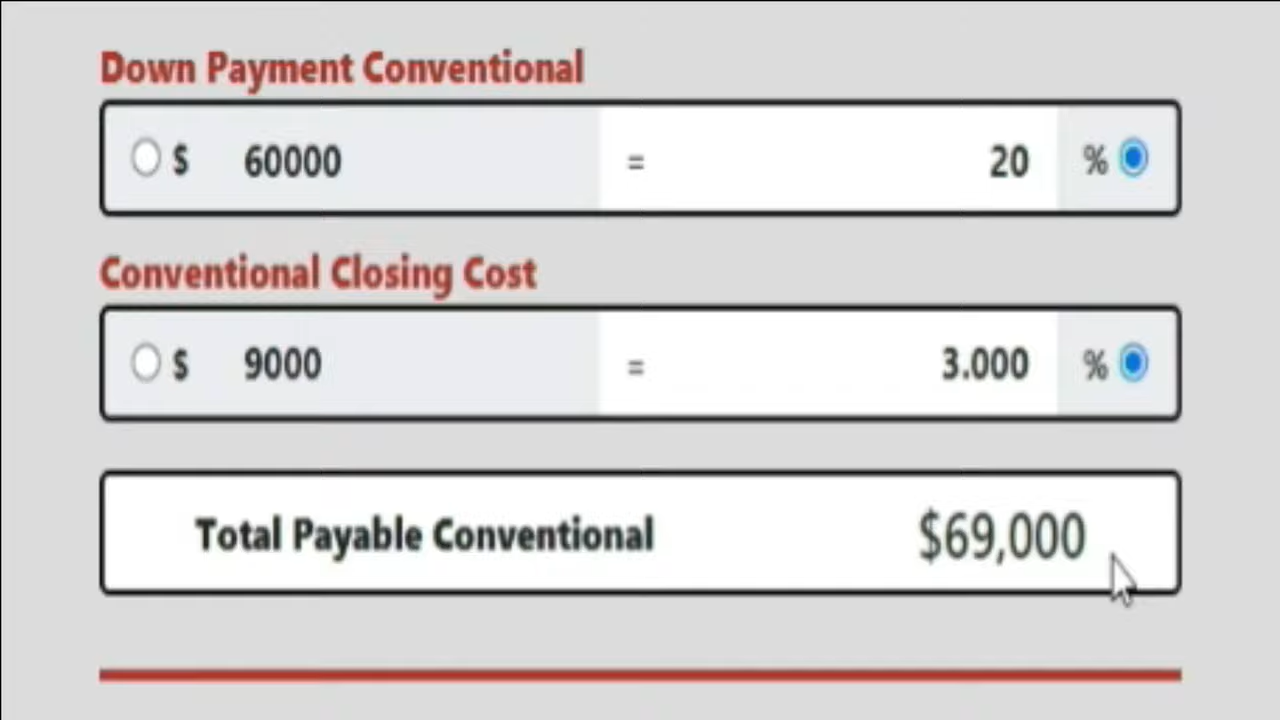 Down Payment Conventional
$ 60000 = 20 %
Conventional Closing Cost
$ 9000 = 3.000 %
Total Payable Conventional $69,000